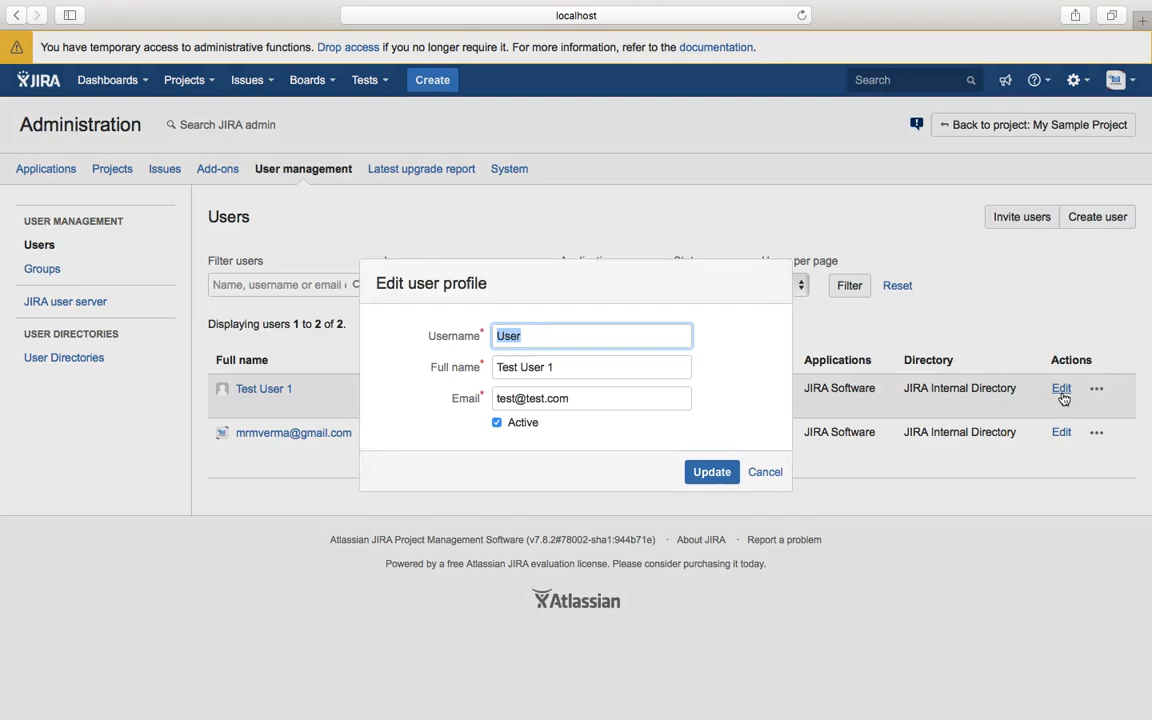 localhost
You have temporary access to administrative functions. Drop access if you no longer require it. For more information, refer to the documentation.
JIRA Dashboards Projects Issues Boards Tests Create Search
Administration Search JIRA admin Back to project: My Sample Project
Applications Projects Issues Add-ons User management Latest upgrade report System
USER MANAGEMENT
Users
Groups
JIRA user server
USER DIRECTORIES
User Directories
Users Invite users Create user
Filter users per page
Name, username or email Filter Reset
Displaying users 1 to 2 of 2.
Full name Applications Directory Actions
Test User 1 JIRA Software JIRA Internal Directory Edit
mrmverma@gmail.com JIRA Software JIRA Internal Directory Edit
Edit user profile
Username* User
Full name* Test User 1
Email* test@test.com
Active
Update Cancel
Atlassian JIRA Project Management Software (v7.8.2#78002-sha1:944b71e) · About JIRA · Report a problem
Powered by a free Atlassian JIRA evaluation license. Please consider purchasing it today.
Atlassian